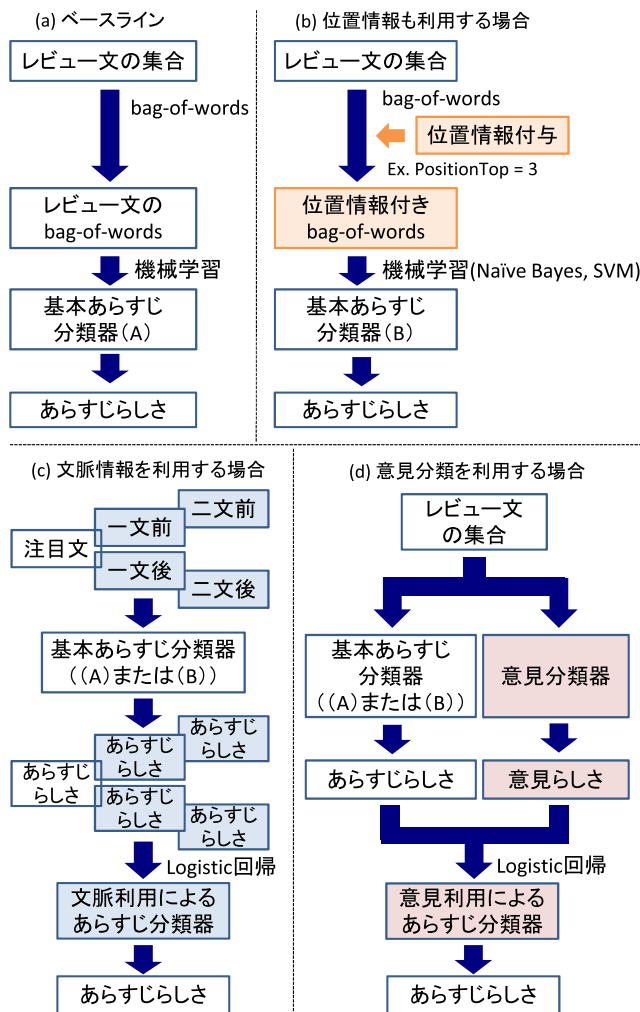 (a) ベースライン
レビュー文の集合
bag-of-words
レビュー文の
bag-of-words
機械学習
基本あらすじ
分類器(A)
あらすじらしさ
(b) 位置情報も利用する場合
レビュー文の集合
bag-of-words
位置情報付与
Ex. PositionTop = 3
位置情報付き
bag-of-words
機械学習(Naïve Bayes, SVM)
基本あらすじ
分類器(B)
あらすじらしさ
(c) 文脈情報を利用する場合
二文前
一文前
注目文
一文後
二文後
基本あらすじ分類器
((A)または(B))
あらすじ
らしさ
あらすじ
らしさ
あらすじ
らしさ
あらすじ
らしさ
あらすじ
らしさ
Logistic回帰
文脈利用による
あらすじ分類器
あらすじらしさ
(d) 意見分類を利用する場合
レビュー文
の集合
基本あらすじ
分類器
((A)または(B))
意見分類器
あらすじらしさ
意見らしさ
Logistic回帰
意見利用による
あらすじ分類器
あらすじらしさ